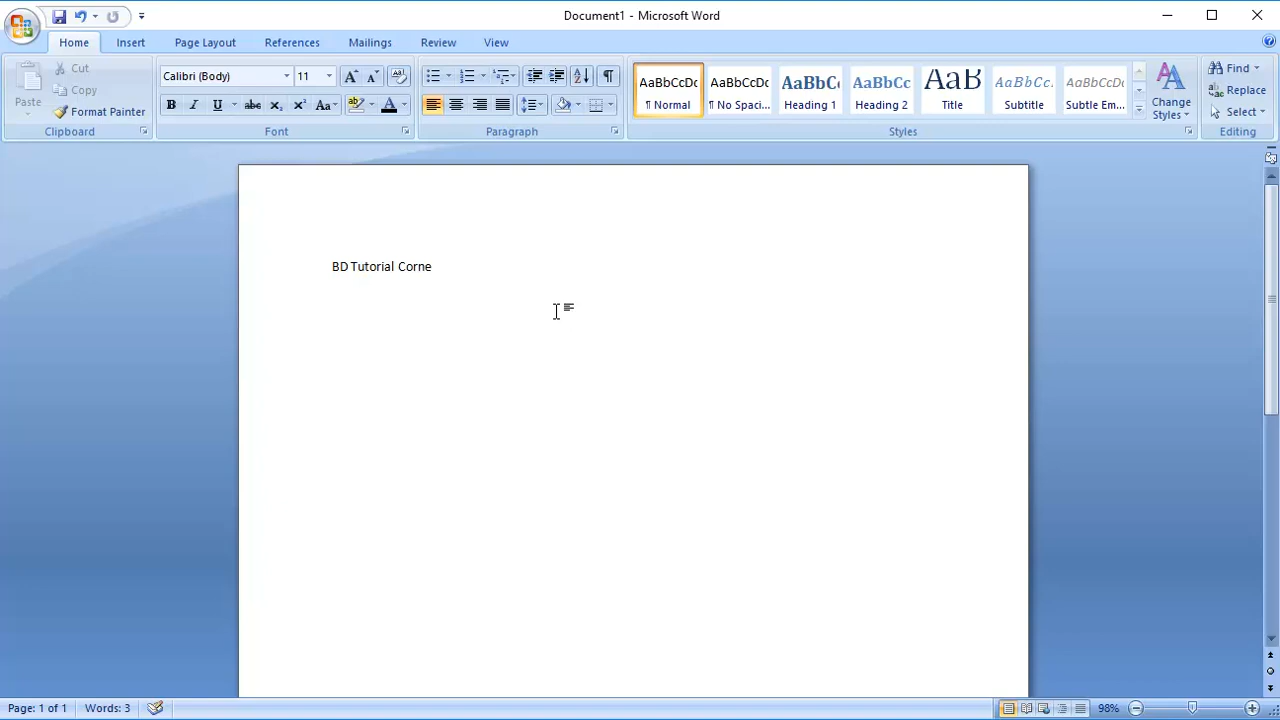 Document1 - Microsoft Word
Home Insert Page Layout References Mailings Review View
Paste
Cut
Copy
Format Painter
Clipboard
Calibri (Body) 11
Font
Paragraph
AaBbCcDc AaBbCcDc AaBbCc AaBbCc AaB AaBbCc. AaBbCcDc
¶ Normal ¶ No Spaci... Heading 1 Heading 2 Title Subtitle Subtle Em...
Change Styles
Styles
Find
Replace
Select
Editing
BD Tutorial Corne
Page: 1 of 1 Words: 3 98%